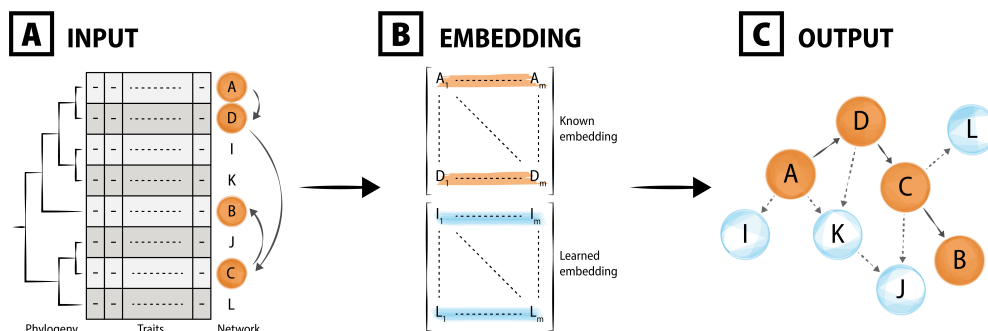 A INPUT
A
D
I
K
B
J
C
L
Phylogeny Traits Network
B EMBEDDING
A1 Am
D1 Dm
Known
embedding
I1 Im
L1 Lm
Learned
embedding
C OUTPUT
D
L
A
C
I
K
B
J